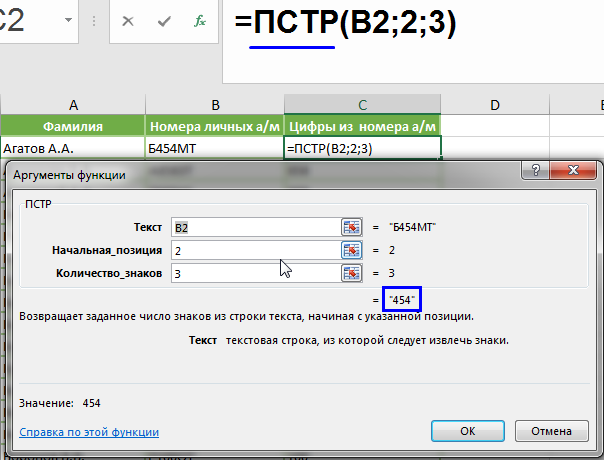 C2
=ПСТР(B2;2;3)
A B C D E
Фамилия Номера личных а/м Цифры из номера а/м
Агатов А.А. Б454МТ =ПСТР(B2;2;3)
Аргументы функции
ПСТР
Текст B2 = "Б454МТ"
Начальная_позиция 2 = 2
Количество_знаков 3 = 3
= "454"
Возвращает заданное число знаков из строки текста, начиная с указанной позиции.
Текст текстовая строка, из которой следует извлечь знаки.
Значение: 454
Справка по этой функции ОК Отмена